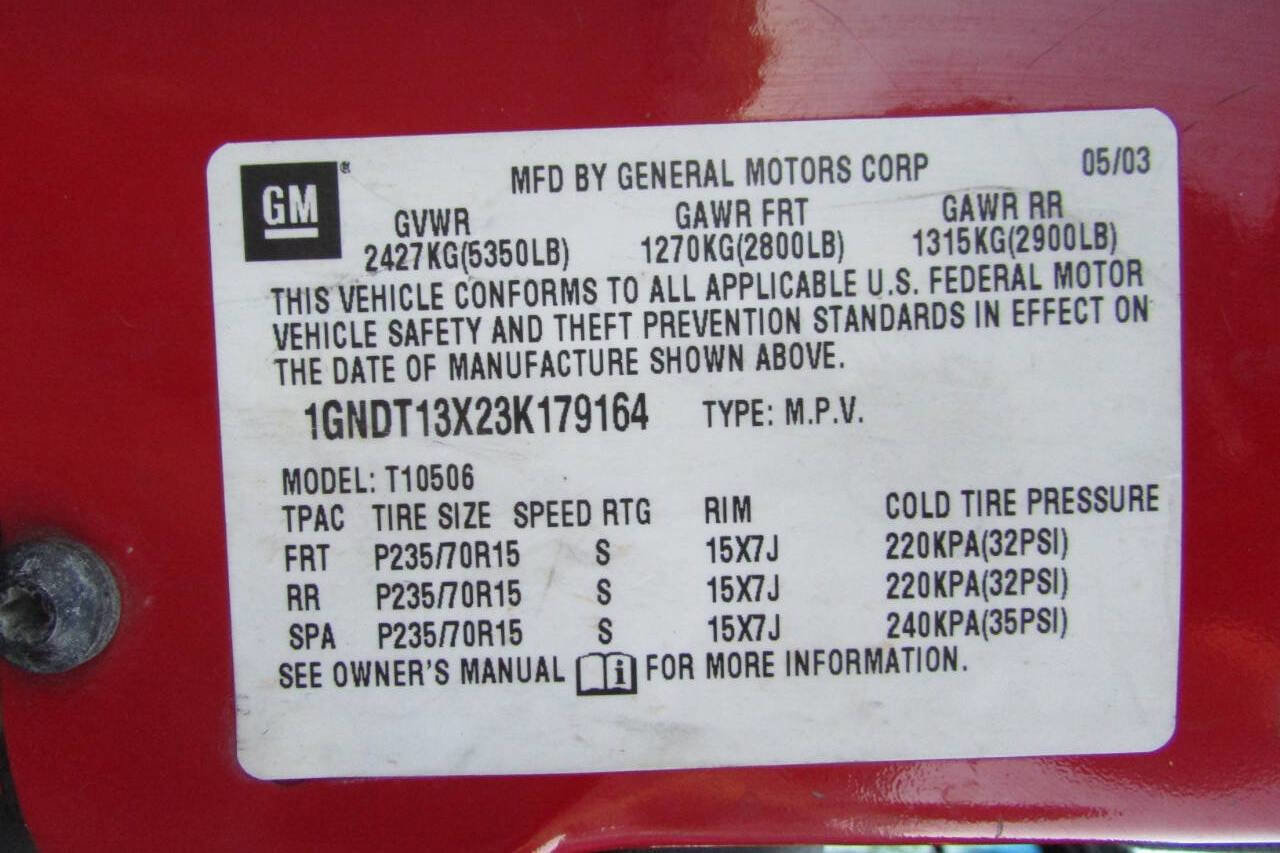 GM®
MFD BY GENERAL MOTORS CORP 05/03
GVWR GAWR FRT GAWR RR
2427KG(5350LB) 1270KG(2800LB) 1315KG(2900LB)
THIS VEHICLE CONFORMS TO ALL APPLICABLE U.S. FEDERAL MOTOR
VEHICLE SAFETY AND THEFT PREVENTION STANDARDS IN EFFECT ON
THE DATE OF MANUFACTURE SHOWN ABOVE.
1GNDT13X23K179164 TYPE: M.P.V.
MODEL: T10506
TPAC TIRE SIZE SPEED RTG RIM COLD TIRE PRESSURE
FRT P235/70R15 S 15X7J 220KPA(32PSI)
RR P235/70R15 S 15X7J 220KPA(32PSI)
SPA P235/70R15 S 15X7J 240KPA(35PSI)
SEE OWNER'S MANUAL i FOR MORE INFORMATION.